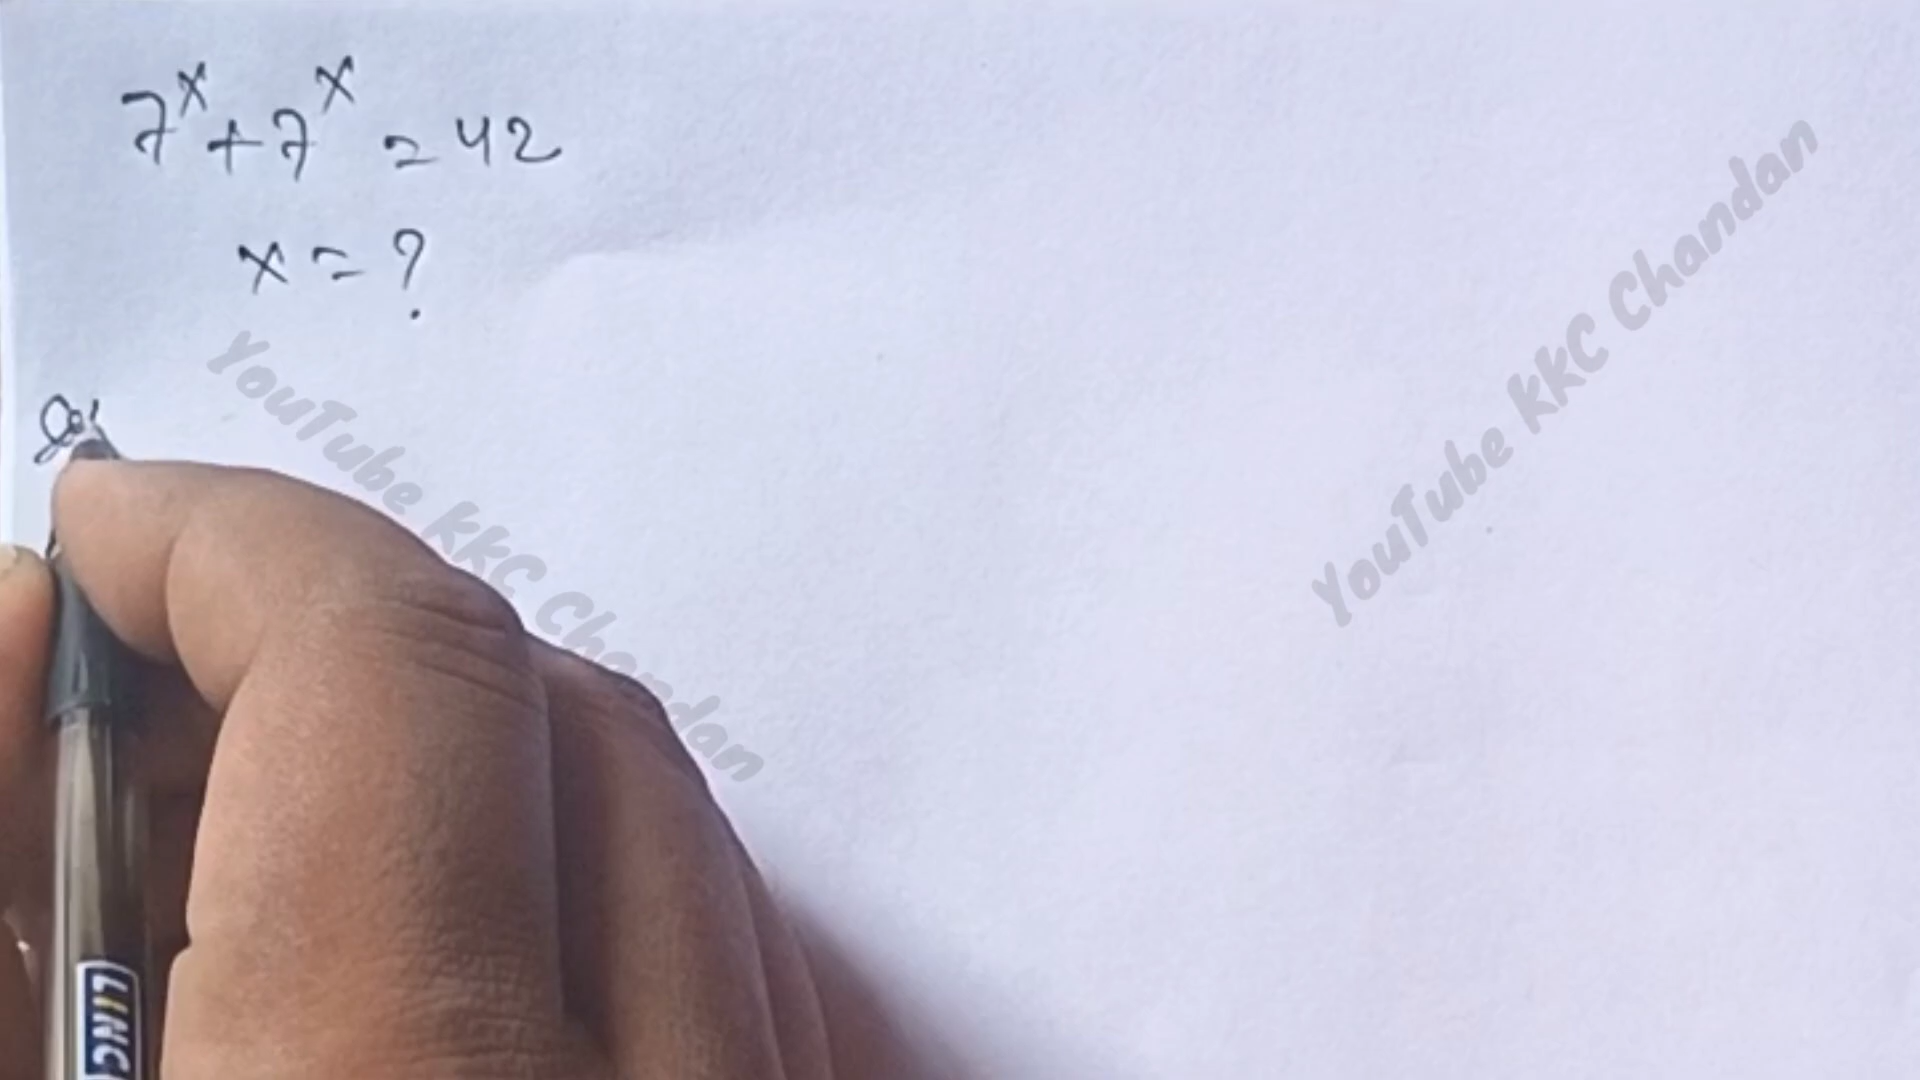 7^x + 7^x = 42
x = ?
YouTube KKC Chandan
YouTube KKC Chandan
LINC